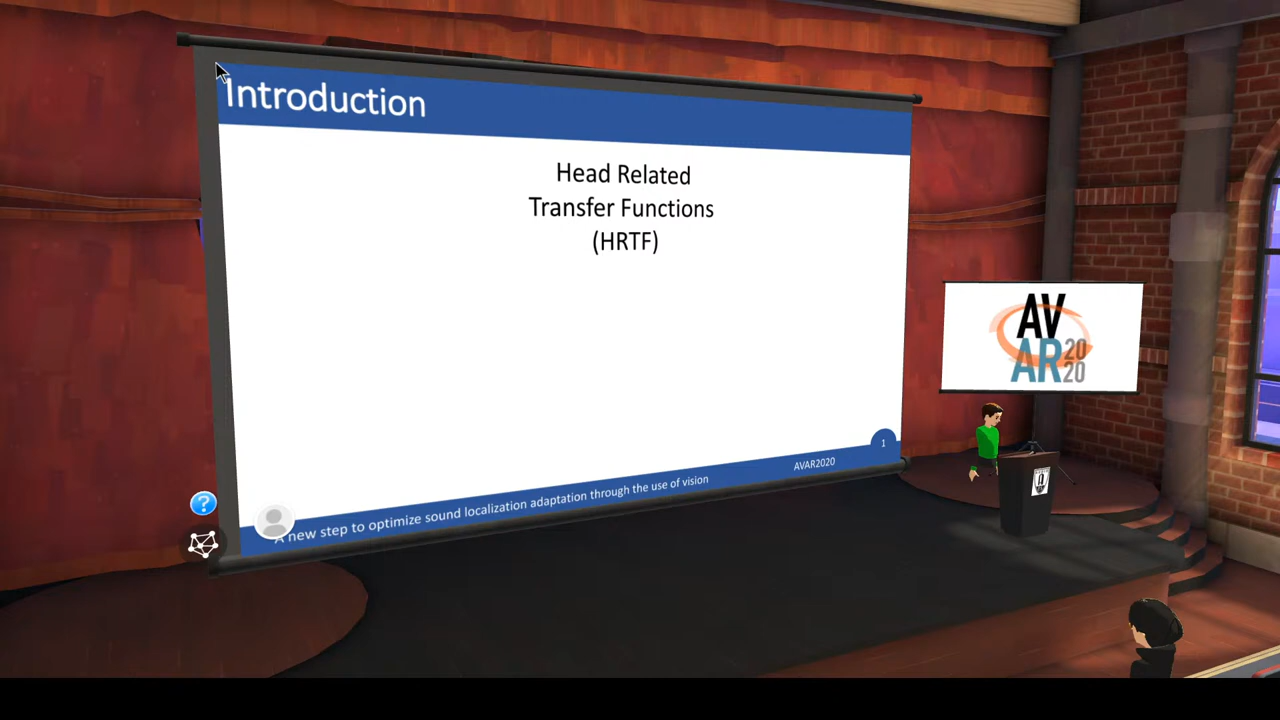 Introduction
Head Related
Transfer Functions
(HRTF)
1
A new step to optimize sound localization adaptation through the use of vision
AVAR2020
AV
AR 20
20
?